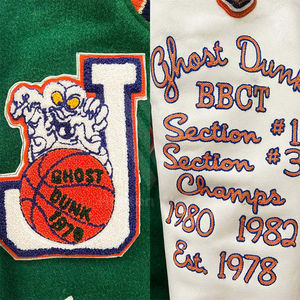 J
GHOST
DUNK
1978
Ghost Dunk
BBCT
Section #1
Section #3
Champs
1980 1982
Est. 1978